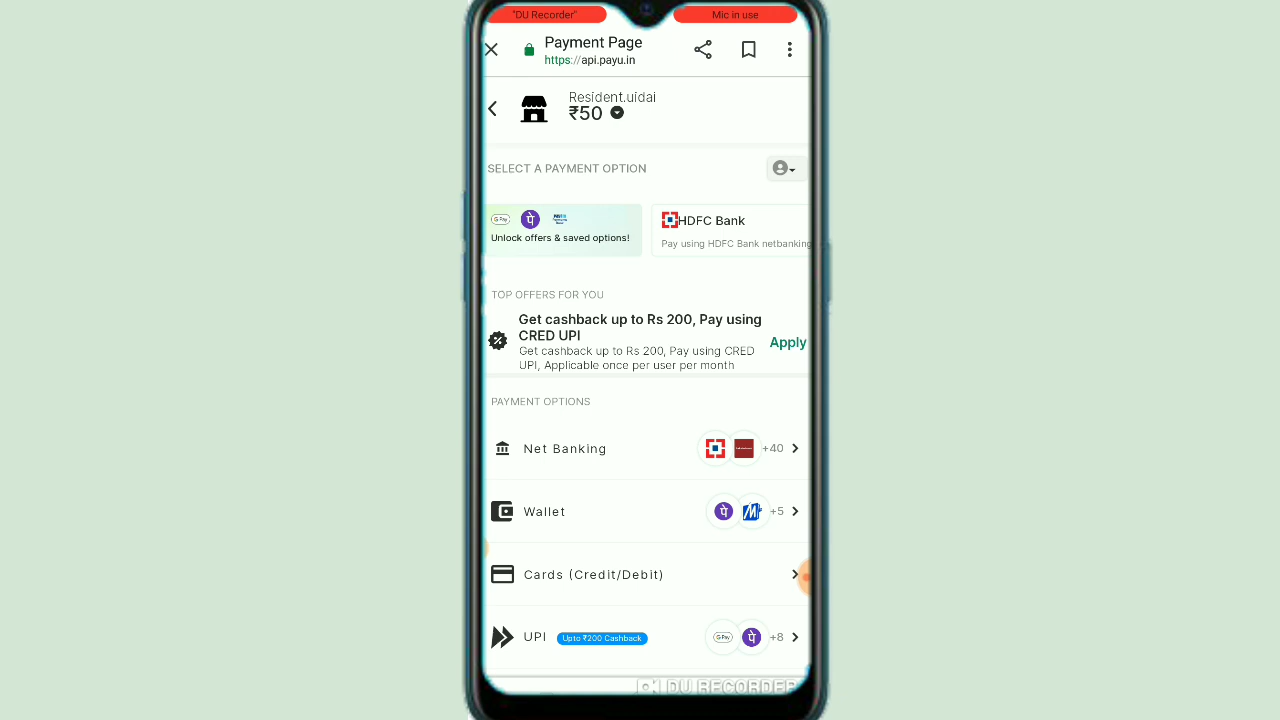 "DU Recorder"
Mic in use
Payment Page
https://api.payu.in
Resident.uidai
₹50
SELECT A PAYMENT OPTION
G Pay
पे
Unlock offers & saved options!
HDFC Bank
Pay using HDFC Bank netbanking
TOP OFFERS FOR YOU
Get cashback up to Rs 200, Pay using
CRED UPI
Get cashback up to Rs 200, Pay using CRED
UPI, Applicable once per user per month
Apply
PAYMENT OPTIONS
Net Banking
+40
Wallet
पे
+5
Cards (Credit/Debit)
UPI
Upto ₹200 Cashback
G Pay
पे
+8
DU RECORDER